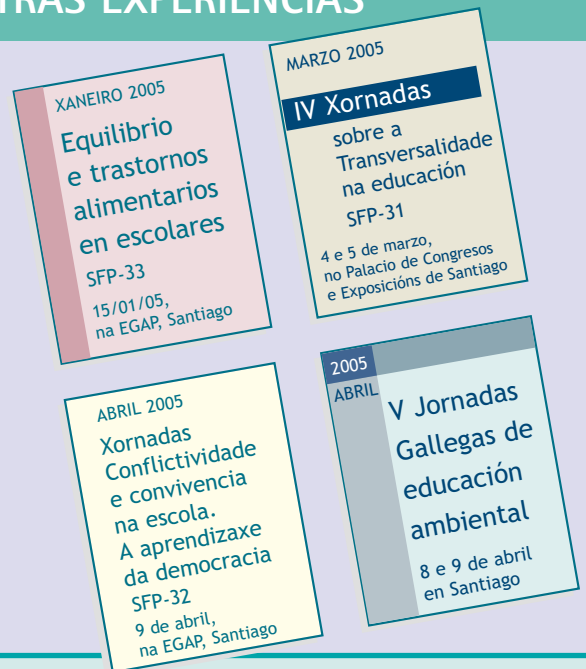 TRAS EXPERIENCIAS
XANEIRO 2005
Equilibrio
e trastornos
alimentarios
en escolares
SFP-33
15/01/05,
na EGAP, Santiago
MARZO 2005
IV Xornadas
sobre a
Transversalidade
na educación
SFP-31
4 e 5 de marzo,
no Palacio de Congresos
e Exposicións de Santiago
ABRIL 2005
Xornadas
Conflictividade
e convivencia
na escola.
A aprendizaxe
da democracia
SFP-32
9 de abril,
na EGAP, Santiago
2005
ABRIL
V Jornadas
Gallegas de
educación
ambiental
8 e 9 de abril
en Santiago